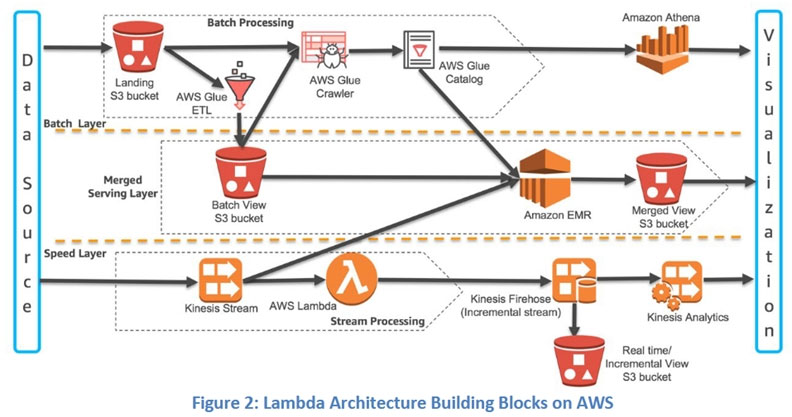 Data Source
Batch Processing
Landing
S3 bucket
AWS Glue
ETL
AWS Glue
Crawler
AWS Glue
Catalog
Amazon Athena
Batch Layer
Merged
Serving Layer
Batch View
S3 bucket
Amazon EMR
Merged View
S3 bucket
Speed Layer
Kinesis Stream
AWS Lambda
Stream Processing
Kinesis Firehose
(Incremental stream)
Kinesis Analytics
Real time/
Incremental View
S3 bucket
Visualization
Figure 2: Lambda Architecture Building Blocks on AWS